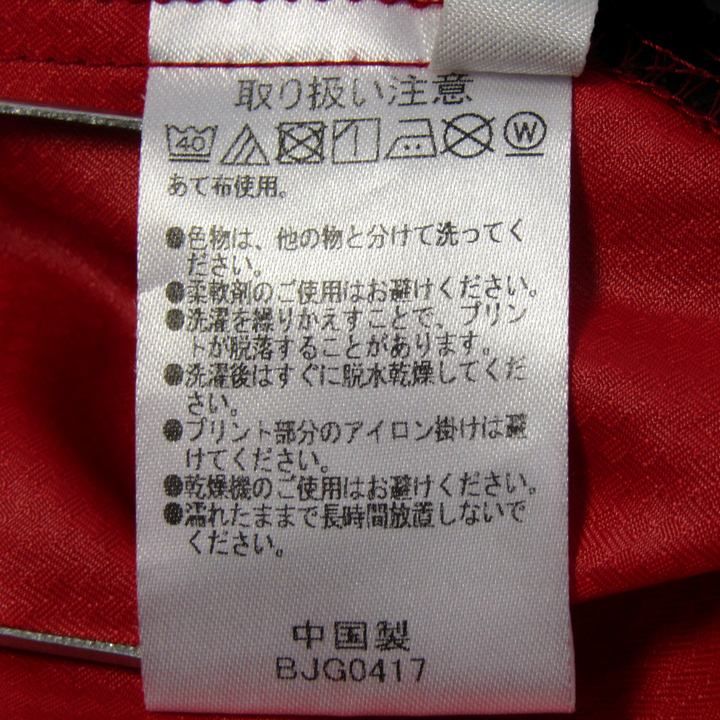 取り扱い注意
40 W
あて布使用。
●色物は、他の物と分けて洗ってく
ださい。
●柔軟剤のご使用はお避けください。
●洗濯を繰りかえすことで、プリン
トが脱落することがあります。
●洗濯後はすぐに脱水乾燥してくだ
さい。
●プリント部分のアイロン掛けは避
けてください。
●乾燥機のご使用はお避けください。
●濡れたままで長時間放置しないで
ください。
中国製
BJG0417